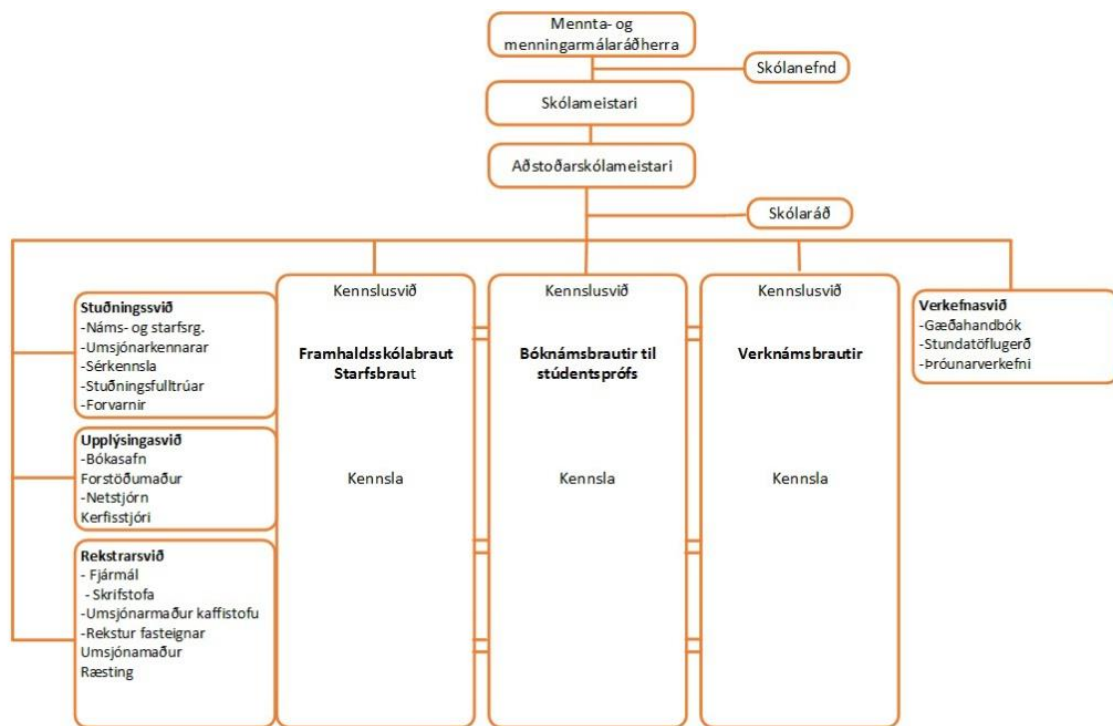 Mennta- og
menningarmálaráðherra
Skólanefnd
Skólameistari
Aðstoðarskólameistari
Skólaráð
Stuðningssvið
-Náms- og starfsrg.
-Umsjónarkennarar
-Sérkennsla
-Stuðningsfulltrúar
-Forvarnir
Upplýsingasvið
-Bókasafn
Forstöðumaður
-Netstjórn
Kerfisstjóri
Rekstrarsvið
- Fjármál
- Skrifstofa
-Umsjónarmaður kaffistofu
-Rekstur fasteignar
Umsjónamaður
Ræsting
Kennslusvið
Framhaldsskólabraut
Starfsbraut
Kennsla
Kennslusvið
Bóknámsbrautir til
stúdentsprófs
Kennsla
Kennslusvið
Verknámsbrautir
Kennsla
Verkefnasvið
-Gæðahandbók
-Stundatöflugerð
-Þróunarverkefni